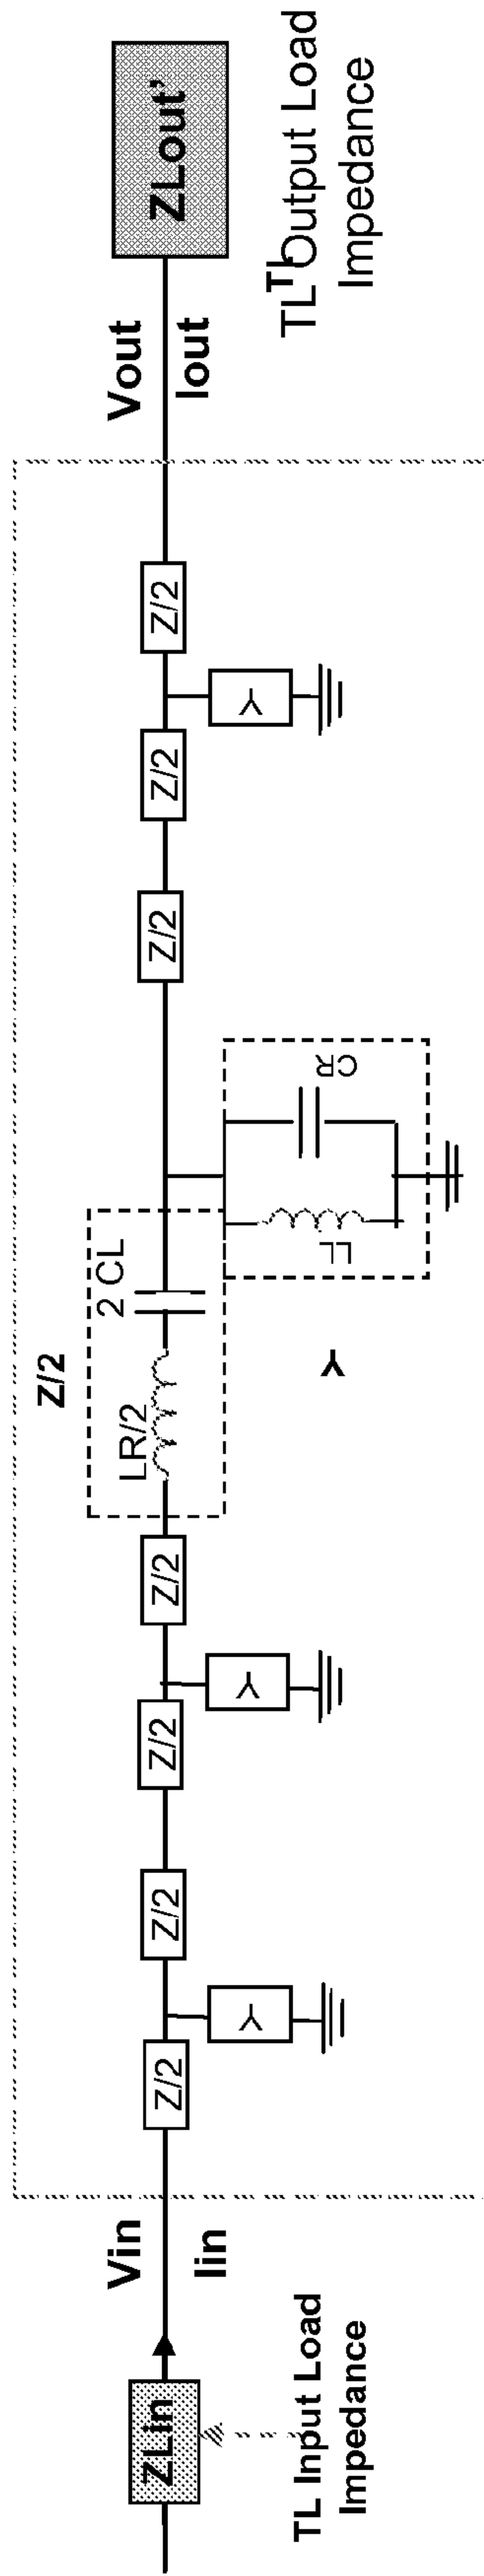 ZLin
TL Input Load
Impedance
Vin
Iin
Z/2
Y
Z/2
Z/2
Y
Z/2
Z/2
LR/2
2 CL
Y
LL
CR
Z/2
Z/2
Y
Z/2
Vout
Iout
ZLout'
TL
TL Output Load
Impedance